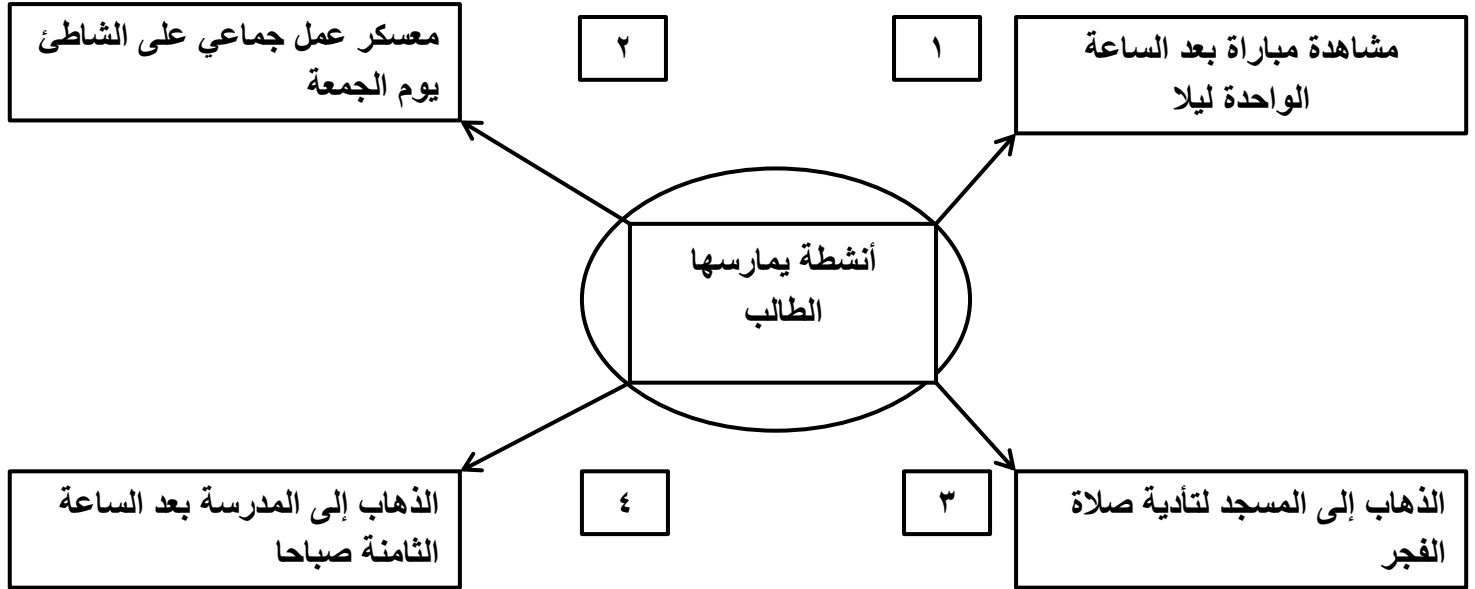 مشاهدة مباراة بعد الساعة
الواحدة ليلا
١
٢
معسكر عمل جماعي على الشاطئ
يوم الجمعة
أنشطة يمارسها
الطالب
الذهاب إلى المسجد لتأدية صلاة
الفجر
٣
٤
الذهاب إلى المدرسة بعد الساعة
الثامنة صباحا